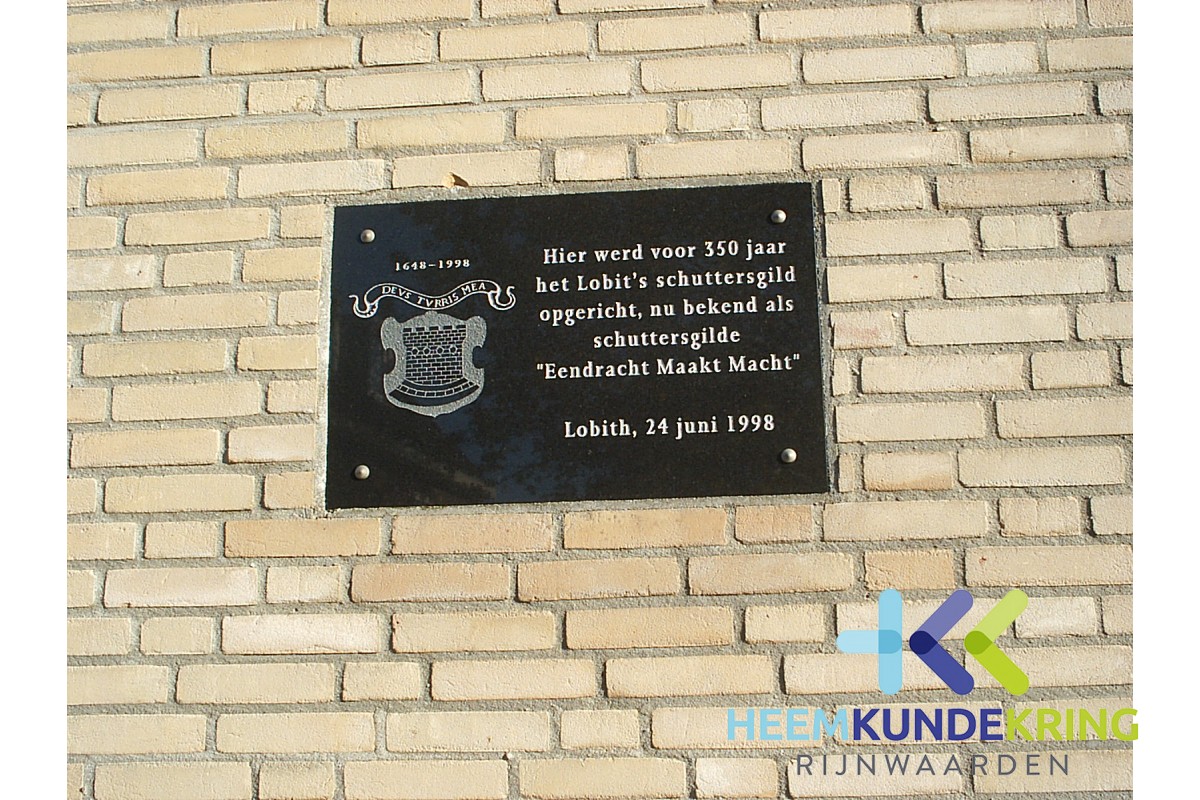 1648-1998
DEVS TVRRIS MEA
Hier werd voor 350 jaar
het Lobit's schuttersgild
opgericht, nu bekend als
schuttersgilde
"Eendracht Maakt Macht"
Lobith, 24 juni 1998
HEEMKUNDEKRING
RIJNWAARDEN